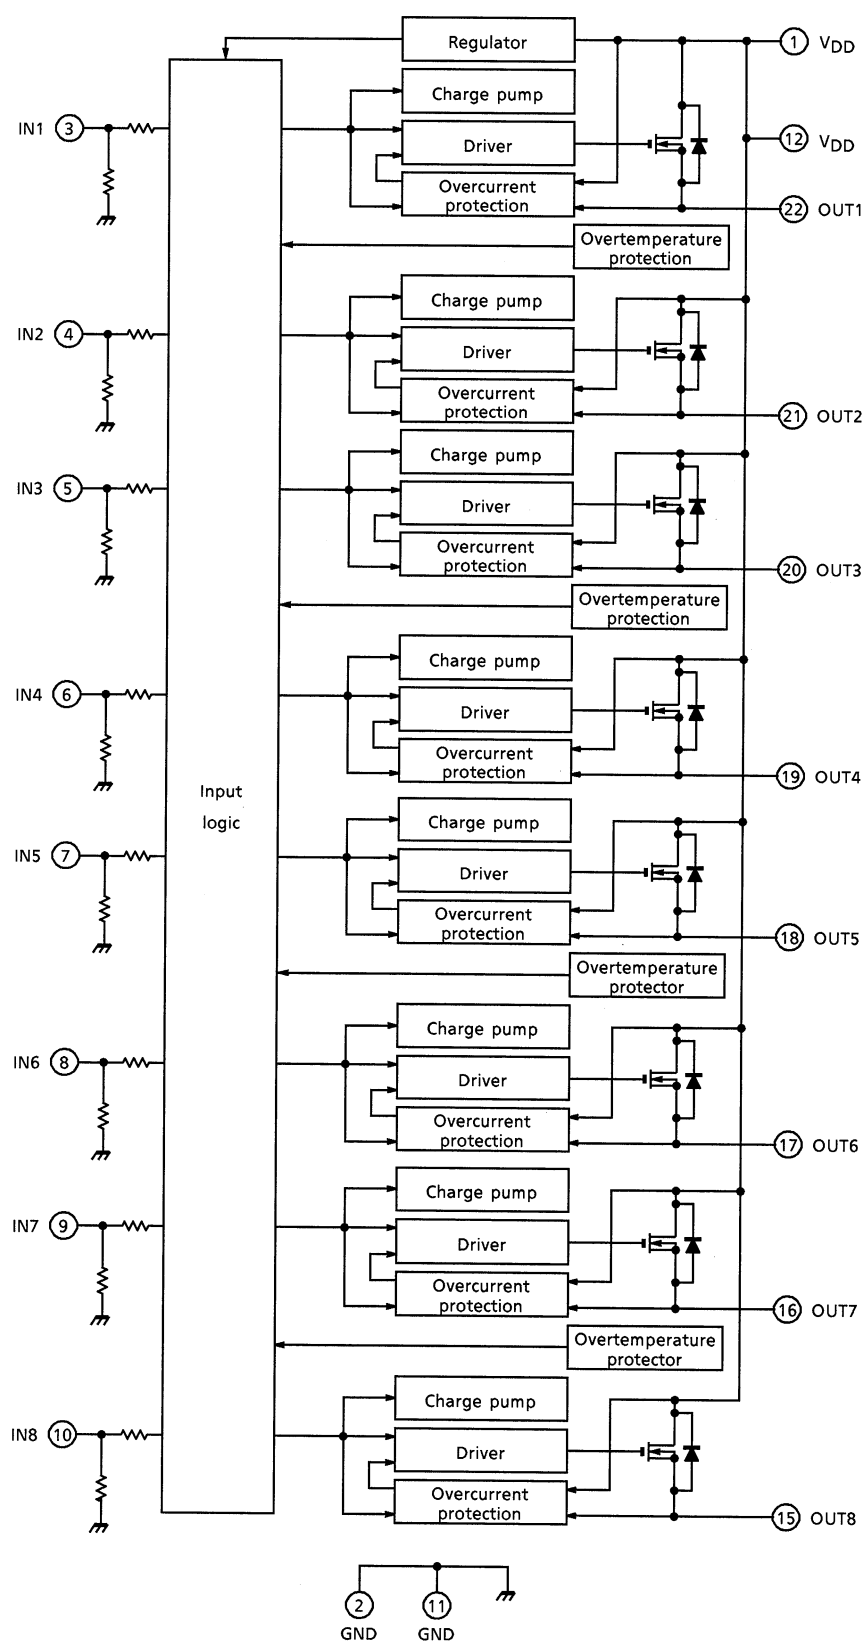 Regulator
1 VDD
Charge pump
IN1 3
Driver
12 VDD
Overcurrent
protection
22 OUT1
Overtemperature
protection
Charge pump
IN2 4
Driver
Overcurrent
protection
21 OUT2
Charge pump
IN3 5
Driver
Overcurrent
protection
20 OUT3
Overtemperature
protection
Charge pump
IN4 6
Driver
Overcurrent
protection
19 OUT4
Input
logic
Charge pump
IN5 7
Driver
Overcurrent
protection
18 OUT5
Overtemperature
protector
Charge pump
IN6 8
Driver
Overcurrent
protection
17 OUT6
Charge pump
IN7 9
Driver
Overcurrent
protection
16 OUT7
Overtemperature
protector
Charge pump
IN8 10
Driver
Overcurrent
protection
15 OUT8
2 11
GND GND